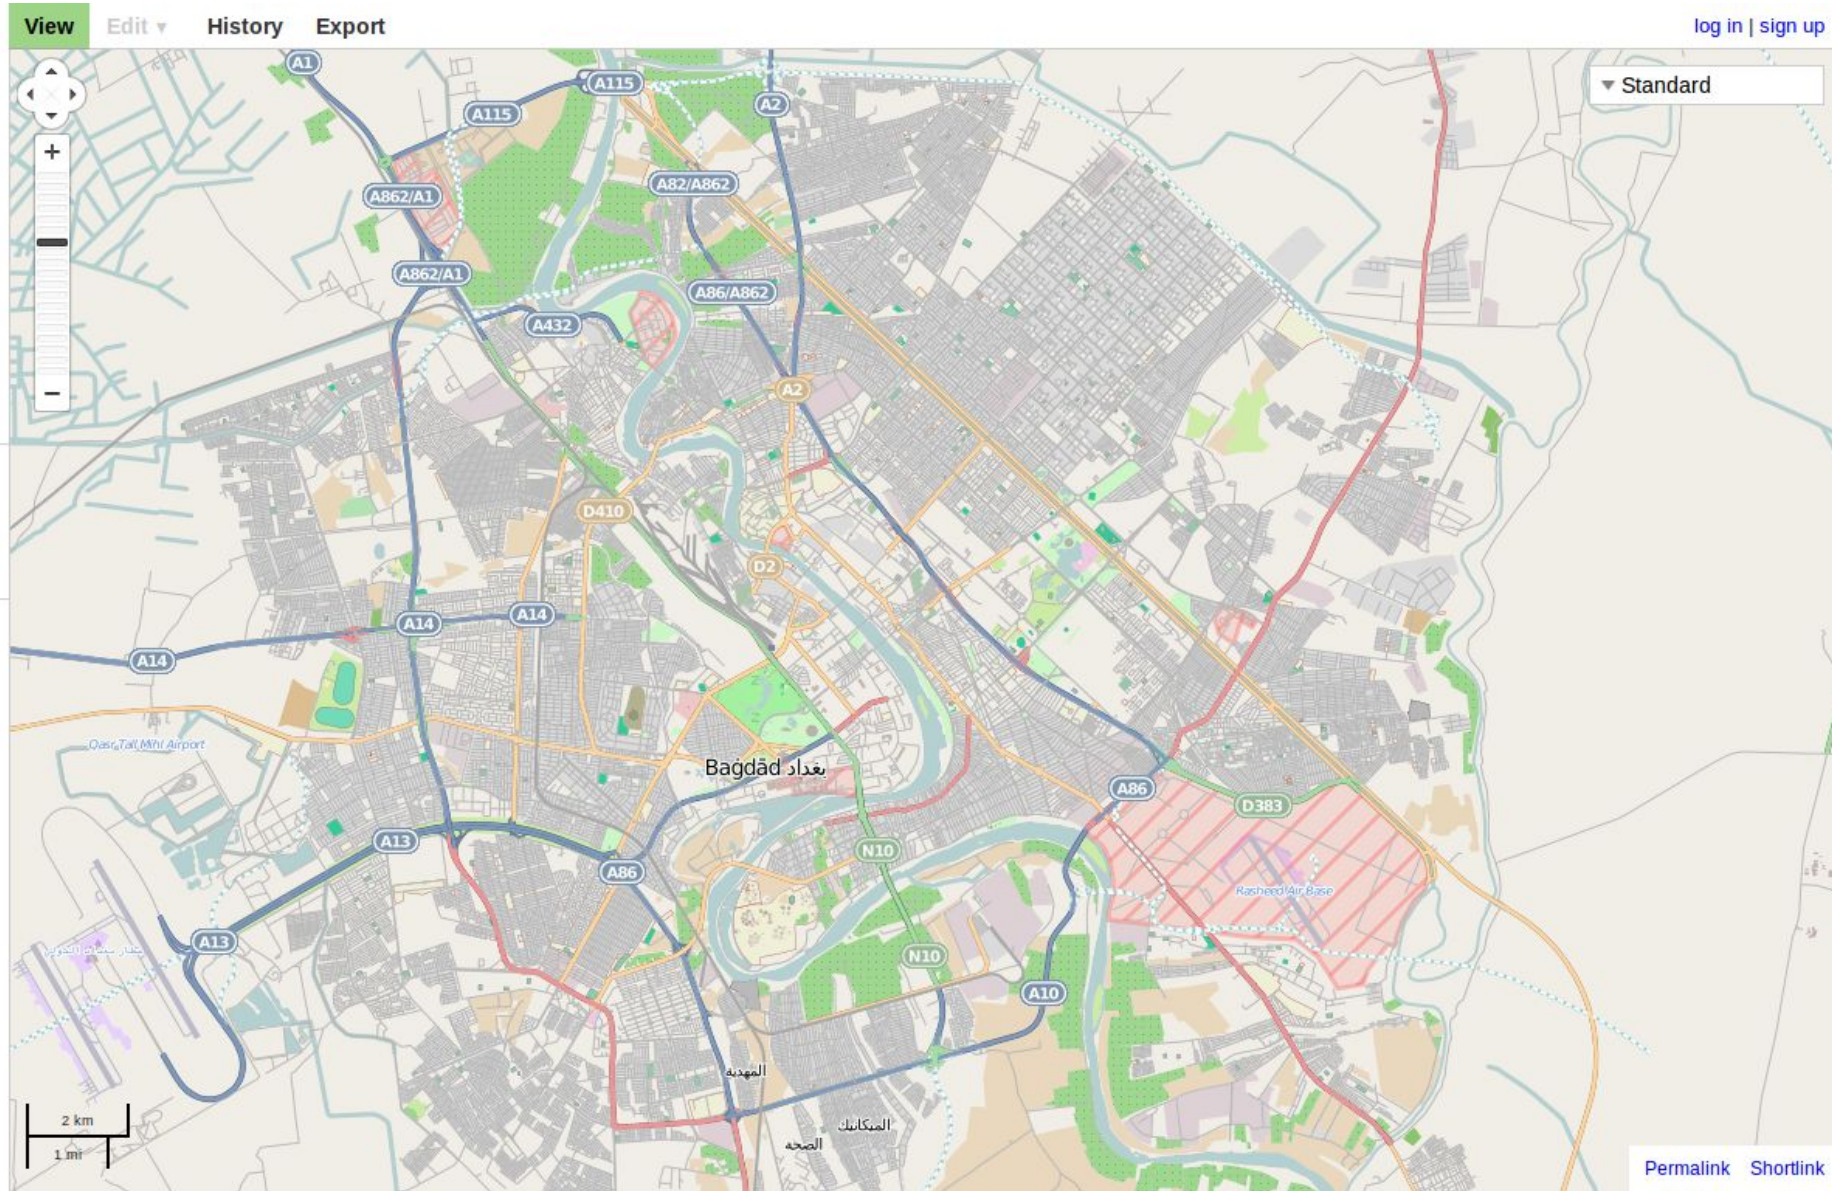 View Edit ▾ History Export log in | sign up
A1
A115
A115
A2
Standard
A862/A1
A82/A862
A862/A1
A86/A862
A432
A2
D410
D2
A14
A14
A14
Qasr Tall Mihl Airport
Baġdād بغداد
A86
D383
A13
N10
A86
Rasheed Air Base
A13
N10
A10
المهدية
الميكانيك
الصحة
2 km
1 mi
Permalink Shortlink